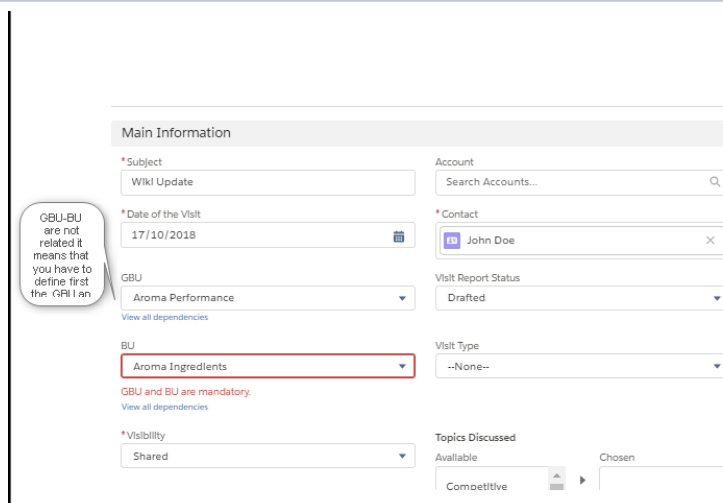 Main Information
*Subject
Wiki Update
Account
Search Accounts...
*Date of the Visit
17/10/2018
*Contact
John Doe
GBU-BU
are not
related it
means that
you have to
define first
the GBU an
GBU
Aroma Performance
View all dependencies
Visit Report Status
Drafted
BU
Aroma Ingredients
GBU and BU are mandatory.
View all dependencies
Visit Type
--None--
*Visibility
Shared
Topics Discussed
Available
Chosen
Competitive